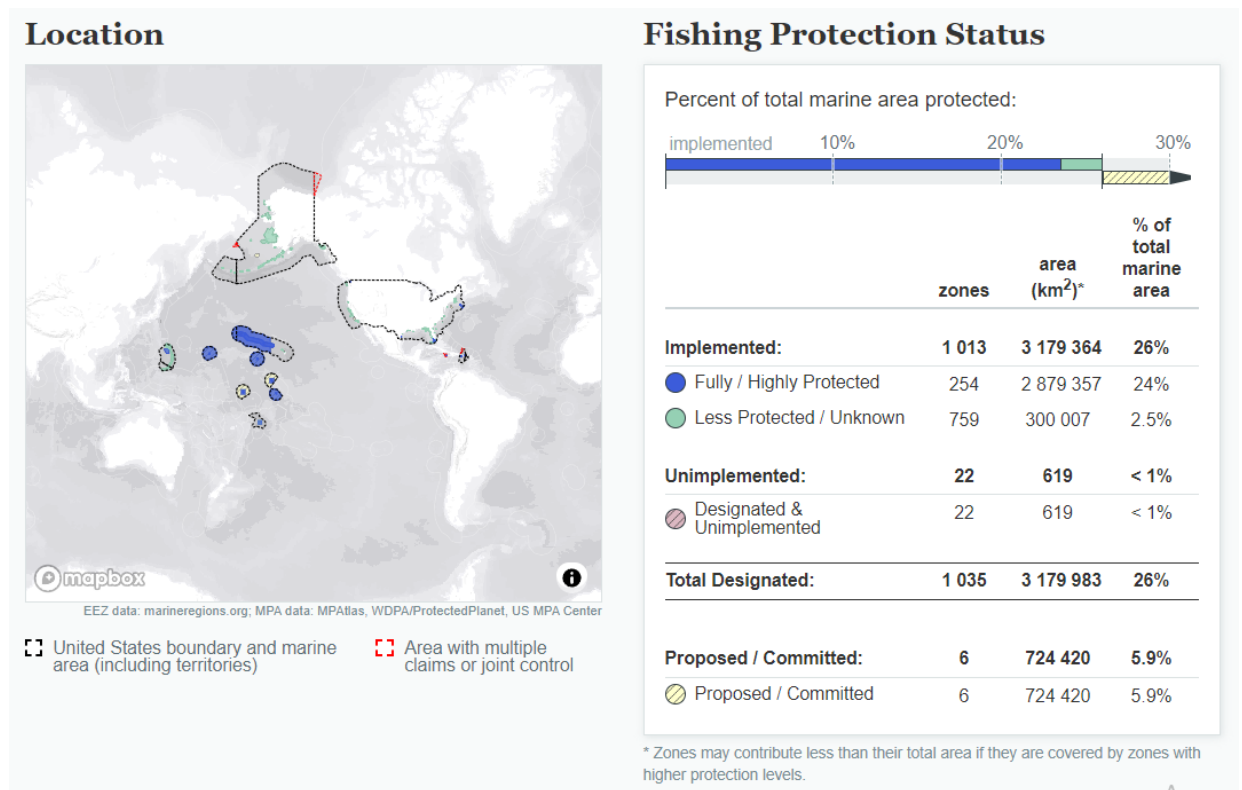 Location
mapbox
EEZ data: marineregions.org; MPA data: MPAtlas, WDPA/ProtectedPlanet, US MPA Center
United States boundary and marine
area (including territories)
Area with multiple
claims or joint control
Fishing Protection Status
Percent of total marine area protected:
implemented 10% 20% 30%
% of
total
marine
area
area
(km2)*
zones
Implemented: 1 013 3 179 364 26%
Fully / Highly Protected 254 2 879 357 24%
Less Protected / Unknown 759 300 007 2.5%
Unimplemented: 22 619 < 1%
Designated &
Unimplemented
22 619 < 1%
Total Designated: 1 035 3 179 983 26%
Proposed / Committed: 6 724 420 5.9%
Proposed / Committed 6 724 420 5.9%
* Zones may contribute less than their total area if they are covered by zones with
higher protection levels.